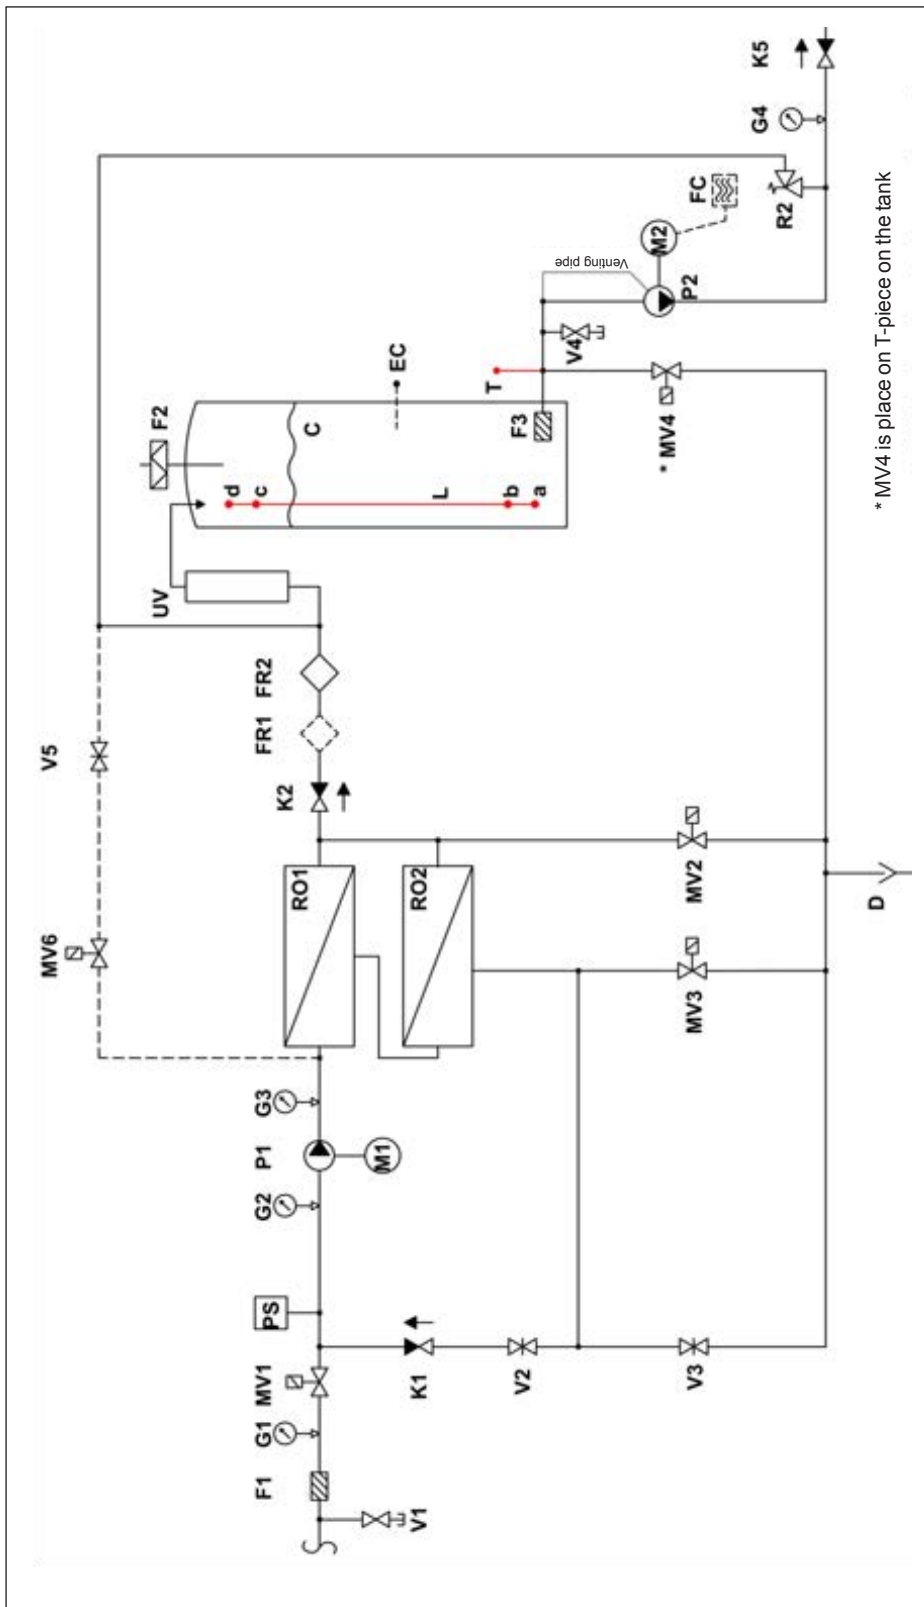 F1
V1
G1
MV1
PS
K1
V2
V3
G2
P1
M1
G3
MV6
V5
RO1
RO2
MV3
MV2
D
K2
FR1
FR2
UV
F2
d
c
C
L
b
a
EC
F3
T
V4
* MV4
Venting pipe
M2
P2
FC
R2
G4
K5
* MV4 is place on T-piece on the tank